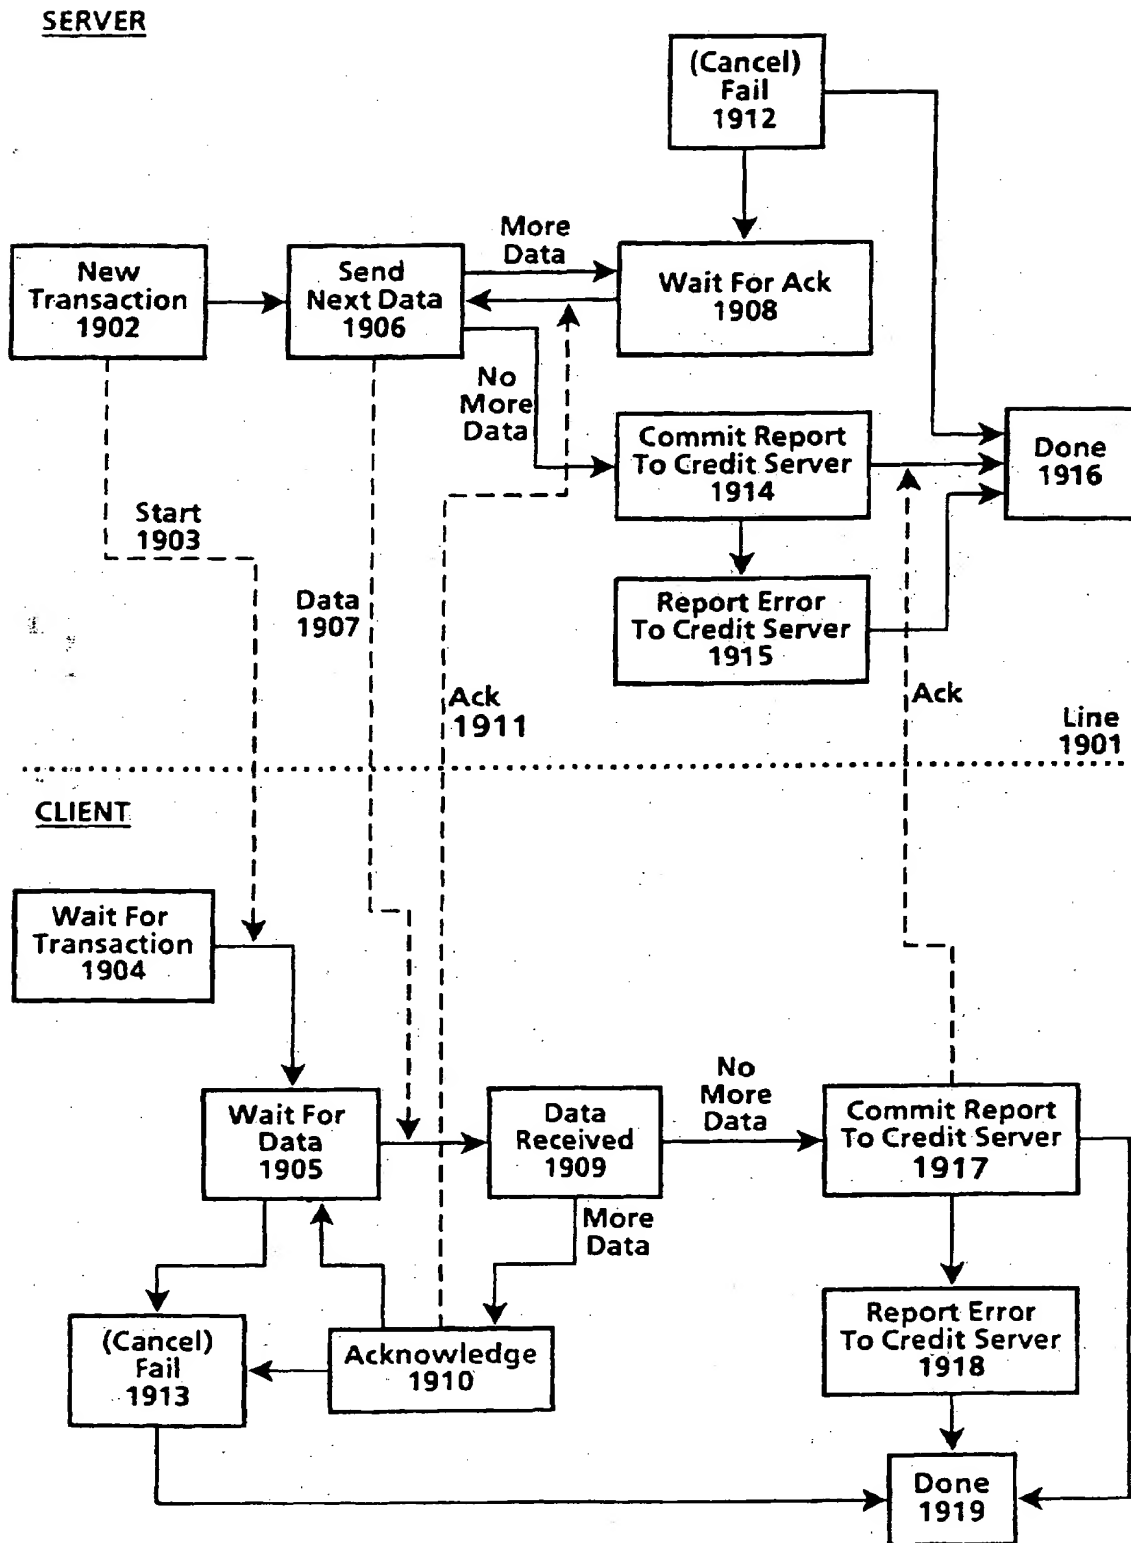 SERVER
(Cancel)
Fail
1912
New
Transaction
1902
Send
Next Data
1906
More
Data
Wait For Ack
1908
No
More
Data
Commit Report
To Credit Server
1914
Done
1916
Start
1903
Data
1907
Report Error
To Credit Server
1915
Ack
1911
Ack
Line
1901
CLIENT
Wait For
Transaction
1904
Wait For
Data
1905
Data
Received
1909
No
More
Data
Commit Report
To Credit Server
1917
More
Data
(Cancel)
Fail
1913
Acknowledge
1910
Report Error
To Credit Server
1918
Done
1919